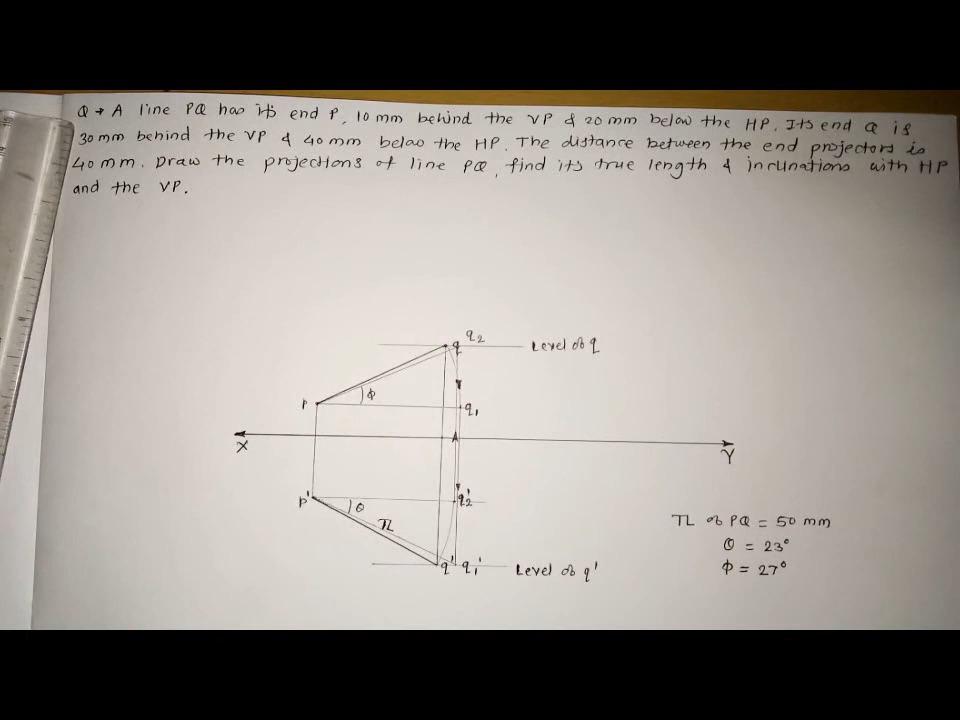 Q → A line PQ has its end P, 10 mm behind the VP & 20 mm below the HP. Its end Q is
30 mm behind the VP & 40 mm below the HP. The distance between the end projectors is
40 mm. Draw the projections of line PQ, find its true length & inclinations with HP
and the VP.
q2
q Level of q
p ϕ
q1
X Y
p' θ q2'
TL
TL of PQ = 50 mm
θ = 23°
ϕ = 27°
q' q1' Level of q'